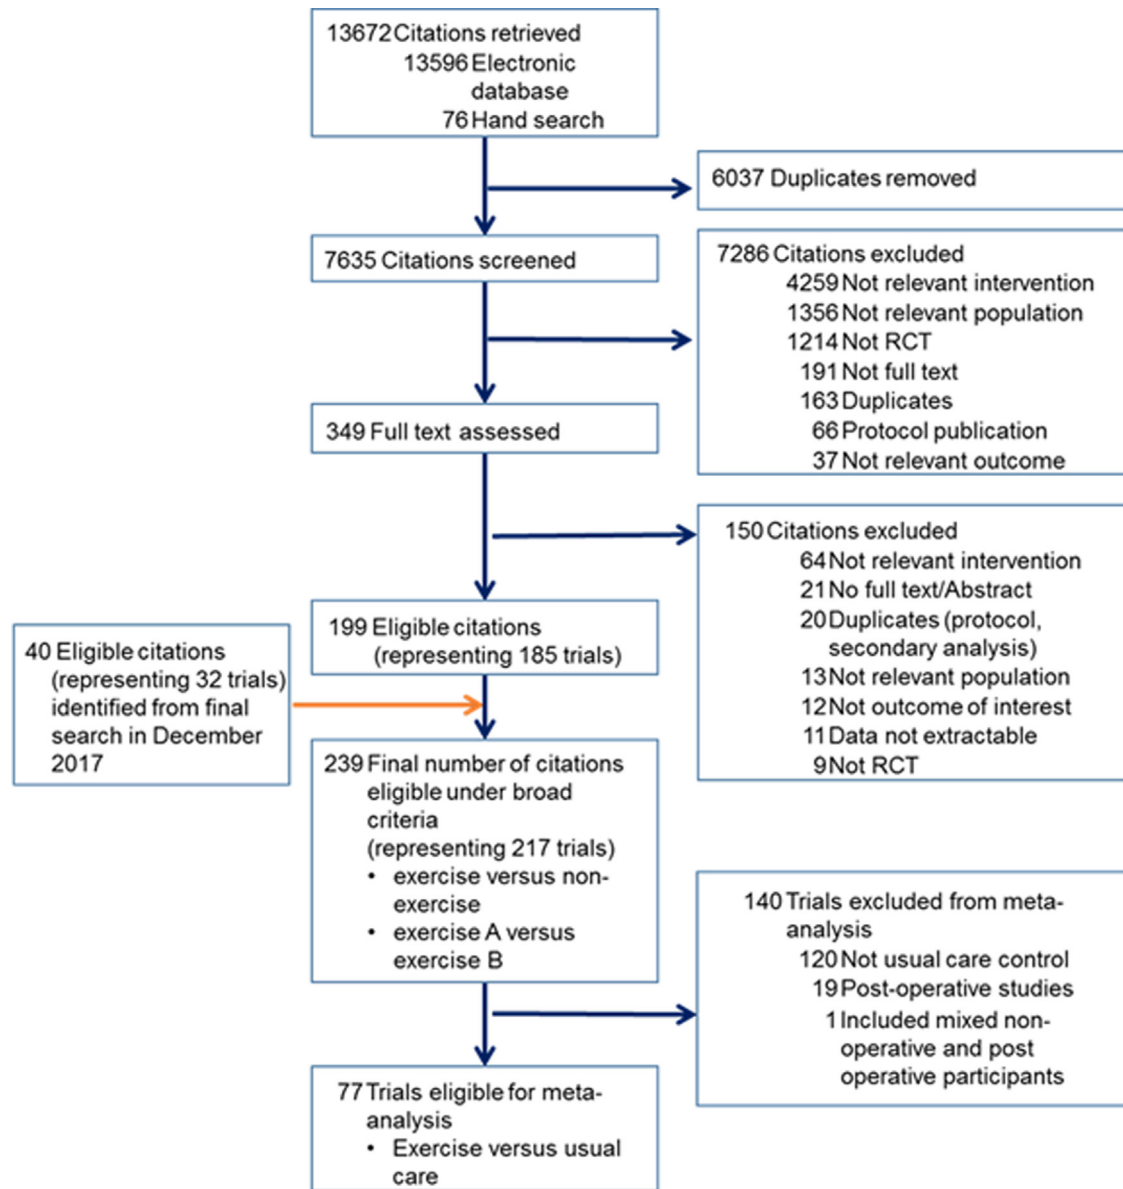 13672 Citations retrieved
13596 Electronic
database
76 Hand search
6037 Duplicates removed
7635 Citations screened
7286 Citations excluded
4259 Not relevant intervention
1356 Not relevant population
1214 Not RCT
191 Not full text
163 Duplicates
66 Protocol publication
37 Not relevant outcome
349 Full text assessed
150 Citations excluded
64 Not relevant intervention
21 No full text/Abstract
20 Duplicates (protocol,
secondary analysis)
13 Not relevant population
12 Not outcome of interest
11 Data not extractable
9 Not RCT
199 Eligible citations
(representing 185 trials)
40 Eligible citations
(representing 32 trials)
identified from final
search in December
2017
239 Final number of citations
eligible under broad
criteria
(representing 217 trials)
• exercise versus non-
exercise
• exercise A versus
exercise B
140 Trials excluded from meta-
analysis
120 Not usual care control
19 Post-operative studies
1 Included mixed non-
operative and post
operative participants
77 Trials eligible for meta-
analysis
• Exercise versus usual
care